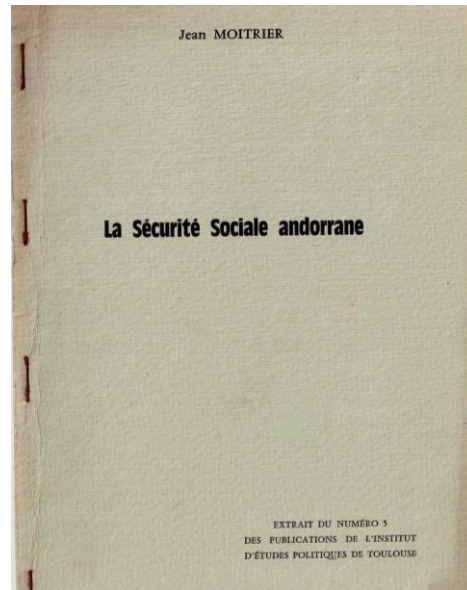 Jean MOITRIER
La Sécurité Sociale andorrane
EXTRAIT DU NUMÉRO 5
DES PUBLICATIONS DE L'INSTITUT
D'ÉTUDES POLITIQUES DE TOULOUSE